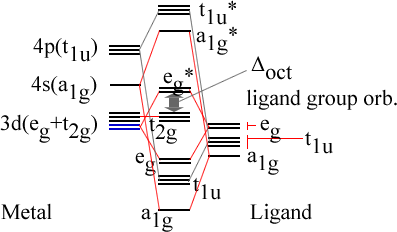 t1u*
a1g*
4p(t1u)
4s(a1g)
eg*
Δoct
ligand group orb.
3d(eg+t2g)
t2g
eg
t1u
eg
a1g
t1u
a1g
Metal
Ligand